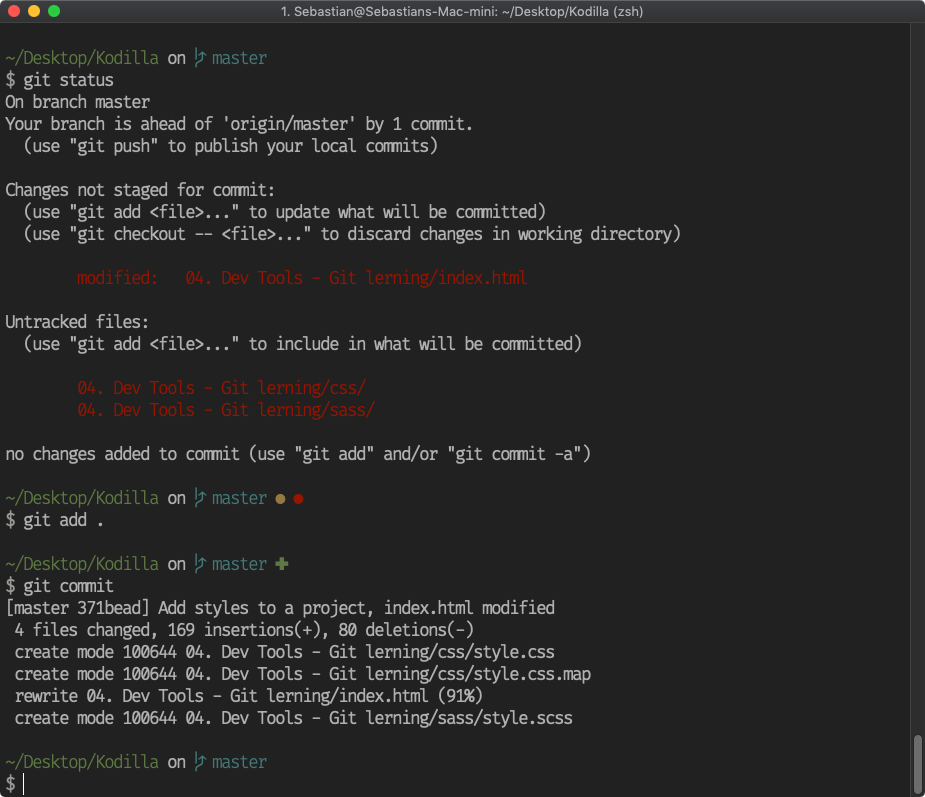 1. Sebastian@Sebastians-Mac-mini: ~/Desktop/Kodilla (zsh)
~/Desktop/Kodilla on master
$ git status
On branch master
Your branch is ahead of 'origin/master' by 1 commit.
  (use "git push" to publish your local commits)
Changes not staged for commit:
  (use "git add <file>..." to update what will be committed)
  (use "git checkout -- <file>..." to discard changes in working directory)
        modified:   04. Dev Tools - Git lerning/index.html
Untracked files:
  (use "git add <file>..." to include in what will be committed)
        04. Dev Tools - Git lerning/css/
        04. Dev Tools - Git lerning/sass/
no changes added to commit (use "git add" and/or "git commit -a")
~/Desktop/Kodilla on master
$ git add .
~/Desktop/Kodilla on master
$ git commit
[master 371bead] Add styles to a project, index.html modified
 4 files changed, 169 insertions(+), 80 deletions(-)
 create mode 100644 04. Dev Tools - Git lerning/css/style.css
 create mode 100644 04. Dev Tools - Git lerning/css/style.css.map
 rewrite 04. Dev Tools - Git lerning/index.html (91%)
 create mode 100644 04. Dev Tools - Git lerning/sass/style.scss
~/Desktop/Kodilla on master
$